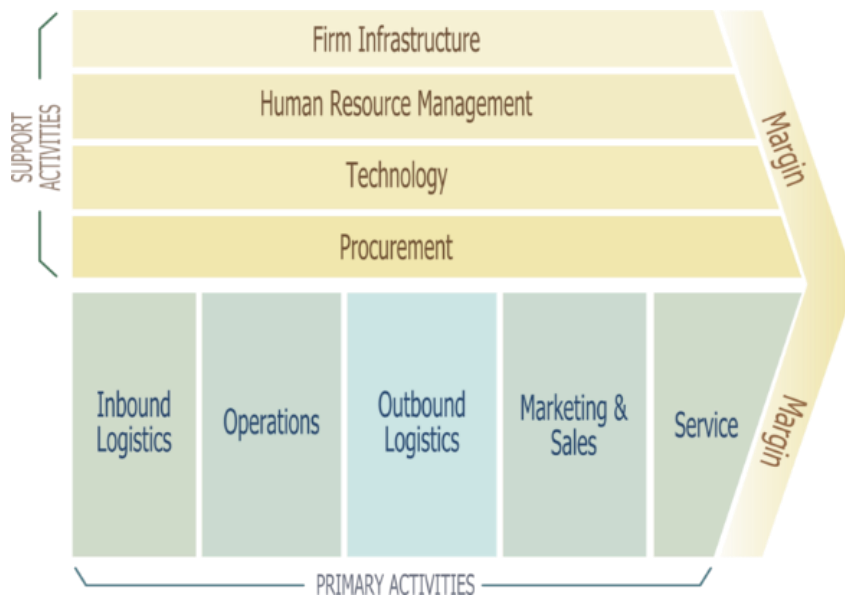 Firm Infrastructure
Human Resource Management
Technology
Procurement
SUPPORT
ACTIVITIES
Margin
Inbound
Logistics
Operations
Outbound
Logistics
Marketing &
Sales
Service
Margin
PRIMARY ACTIVITIES